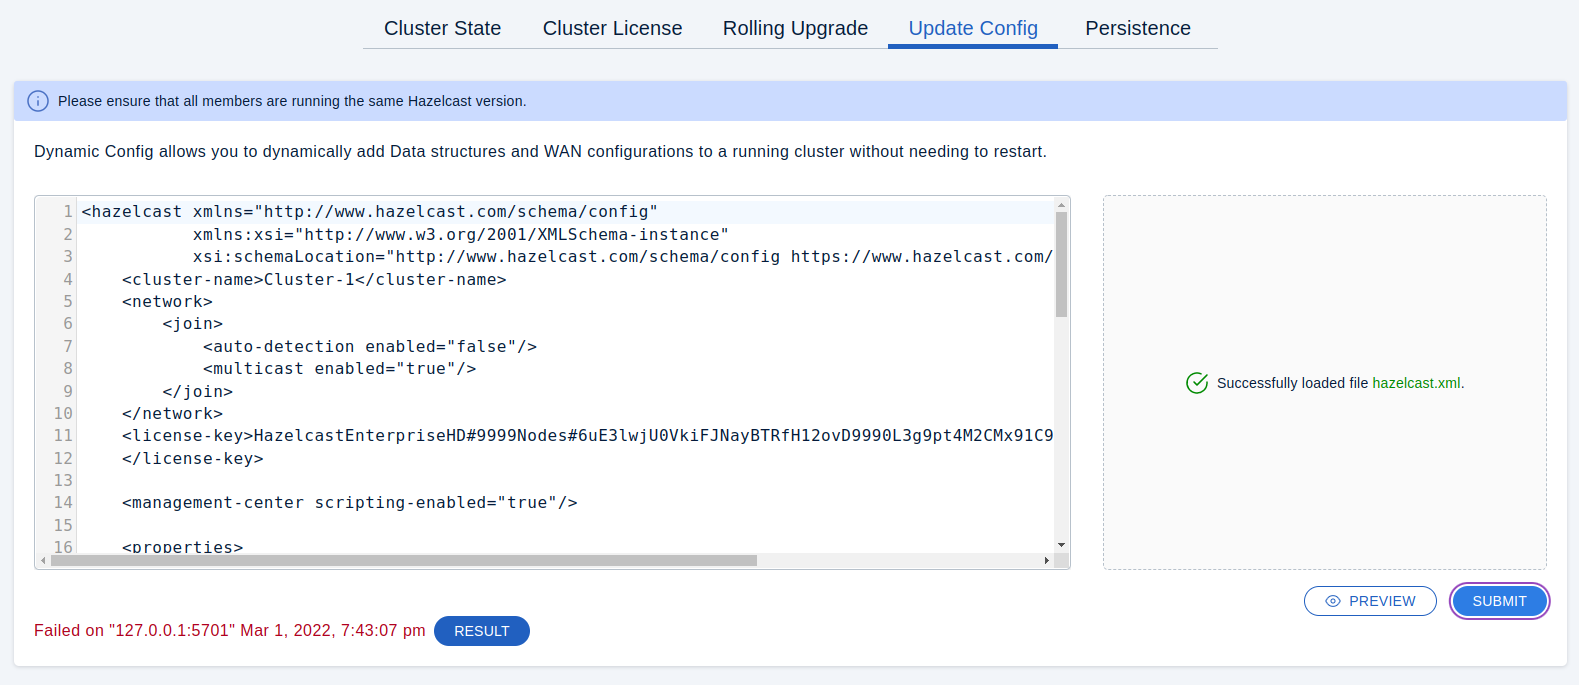 Cluster State Cluster License Rolling Upgrade Update Config Persistence
Please ensure that all members are running the same Hazelcast version.
Dynamic Config allows you to dynamically add Data structures and WAN configurations to a running cluster without needing to restart.
1 <hazelcast xmlns="http://www.hazelcast.com/schema/config"
2 xmlns:xsi="http://www.w3.org/2001/XMLSchema-instance"
3 xsi:schemaLocation="http://www.hazelcast.com/schema/config https://www.hazelcast.com/
4 <cluster-name>Cluster-1</cluster-name>
5 <network>
6 <join>
7 <auto-detection enabled="false"/>
8 <multicast enabled="true"/>
9 </join>
10 </network>
11 <license-key>HazelcastEnterpriseHD#9999Nodes#6uE3lwjU0VkiFJNayBTRfH12ovD9990L3g9pt4M2CMx91C9
12 </license-key>
13
14 <management-center scripting-enabled="true"/>
15
16 <properties>
Successfully loaded file hazelcast.xml.
PREVIEW SUBMIT
Failed on "127.0.0.1:5701" Mar 1, 2022, 7:43:07 pm RESULT